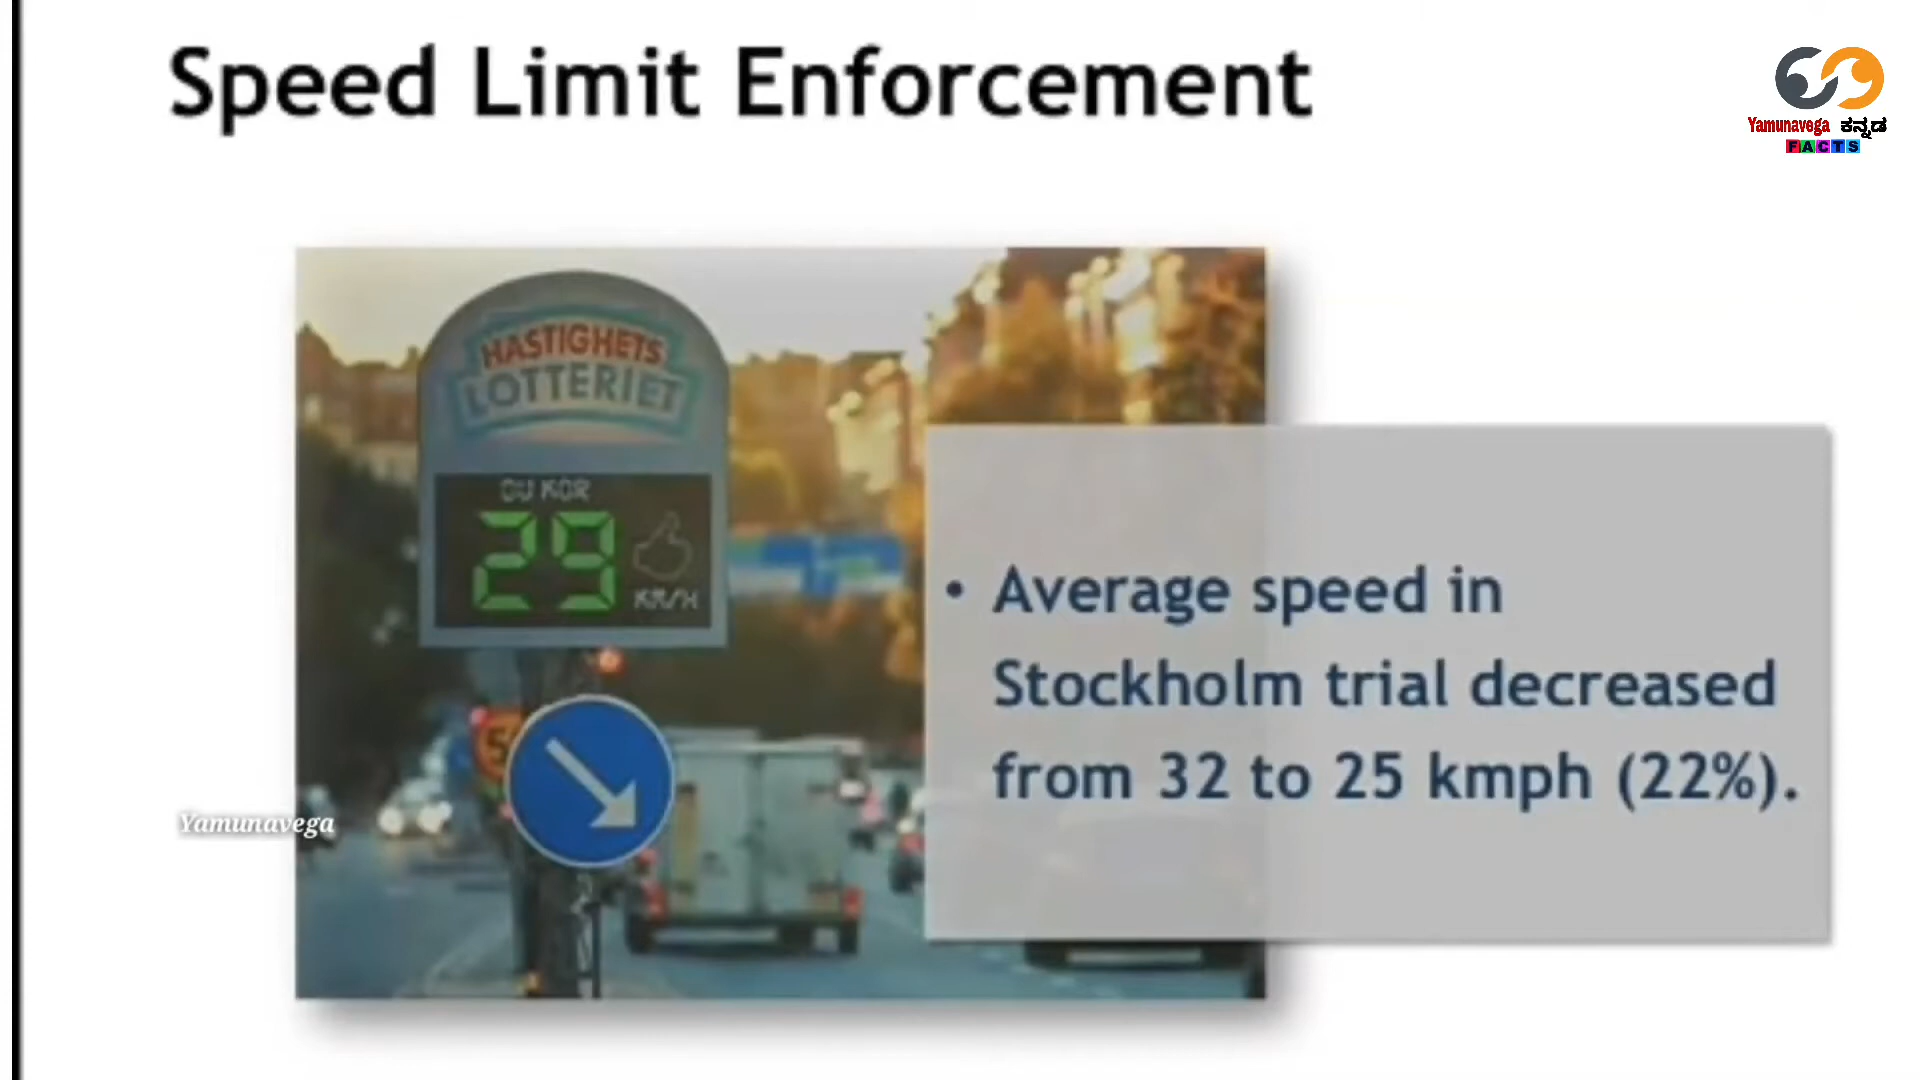 Speed Limit Enforcement
Yamunavega ಕನ್ನಡ
FACTS
HASTIGHETS
LOTTERIET
DU KÖR
29
KM/H
• Average speed in
Stockholm trial decreased
from 32 to 25 kmph (22%).
Yamunavega